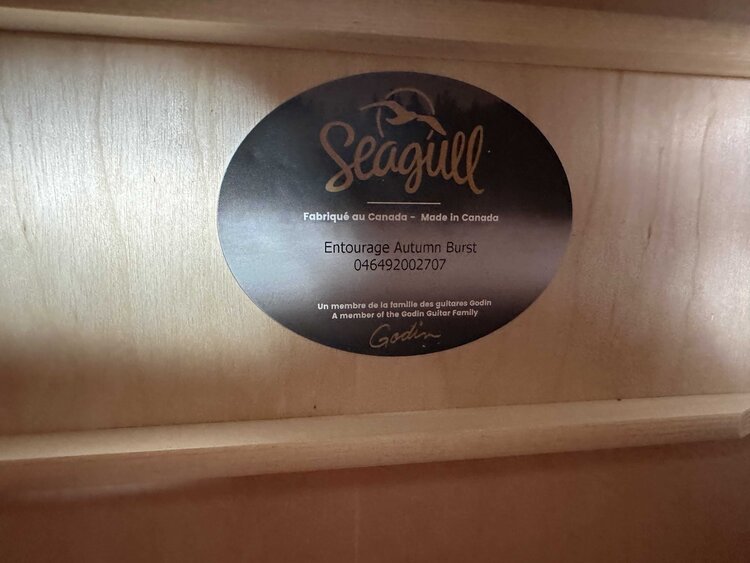 Seagull
Fabriqué au Canada - Made in Canada
Entourage Autumn Burst
046492002707
Un membre de la famille des guitares Godin
A member of the Godin Guitar Family
Godin